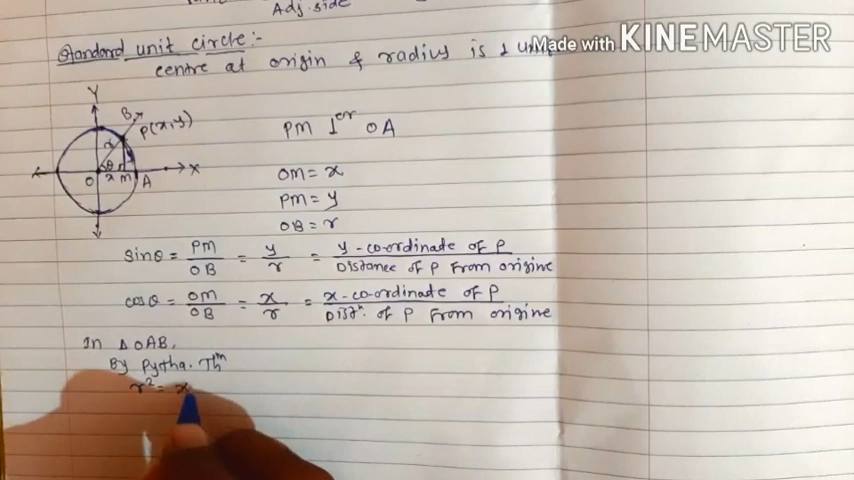 Adj. side
Standard unit circle:-
centre at origin & radius is 1 unit
Made with KINEMASTER
Y
B
P(x,y)
r
θ
y
O x M A X
PM ⊥er OA
OM = x
PM = y
OB = r
sinθ = PM/OB = y/r = y-co-ordinate of P/Distance of P From origine
cosθ = OM/OB = x/r = x-co-ordinate of P/Distn. of P From origine
In △OAB,
By Pytha. Thm
r² = x